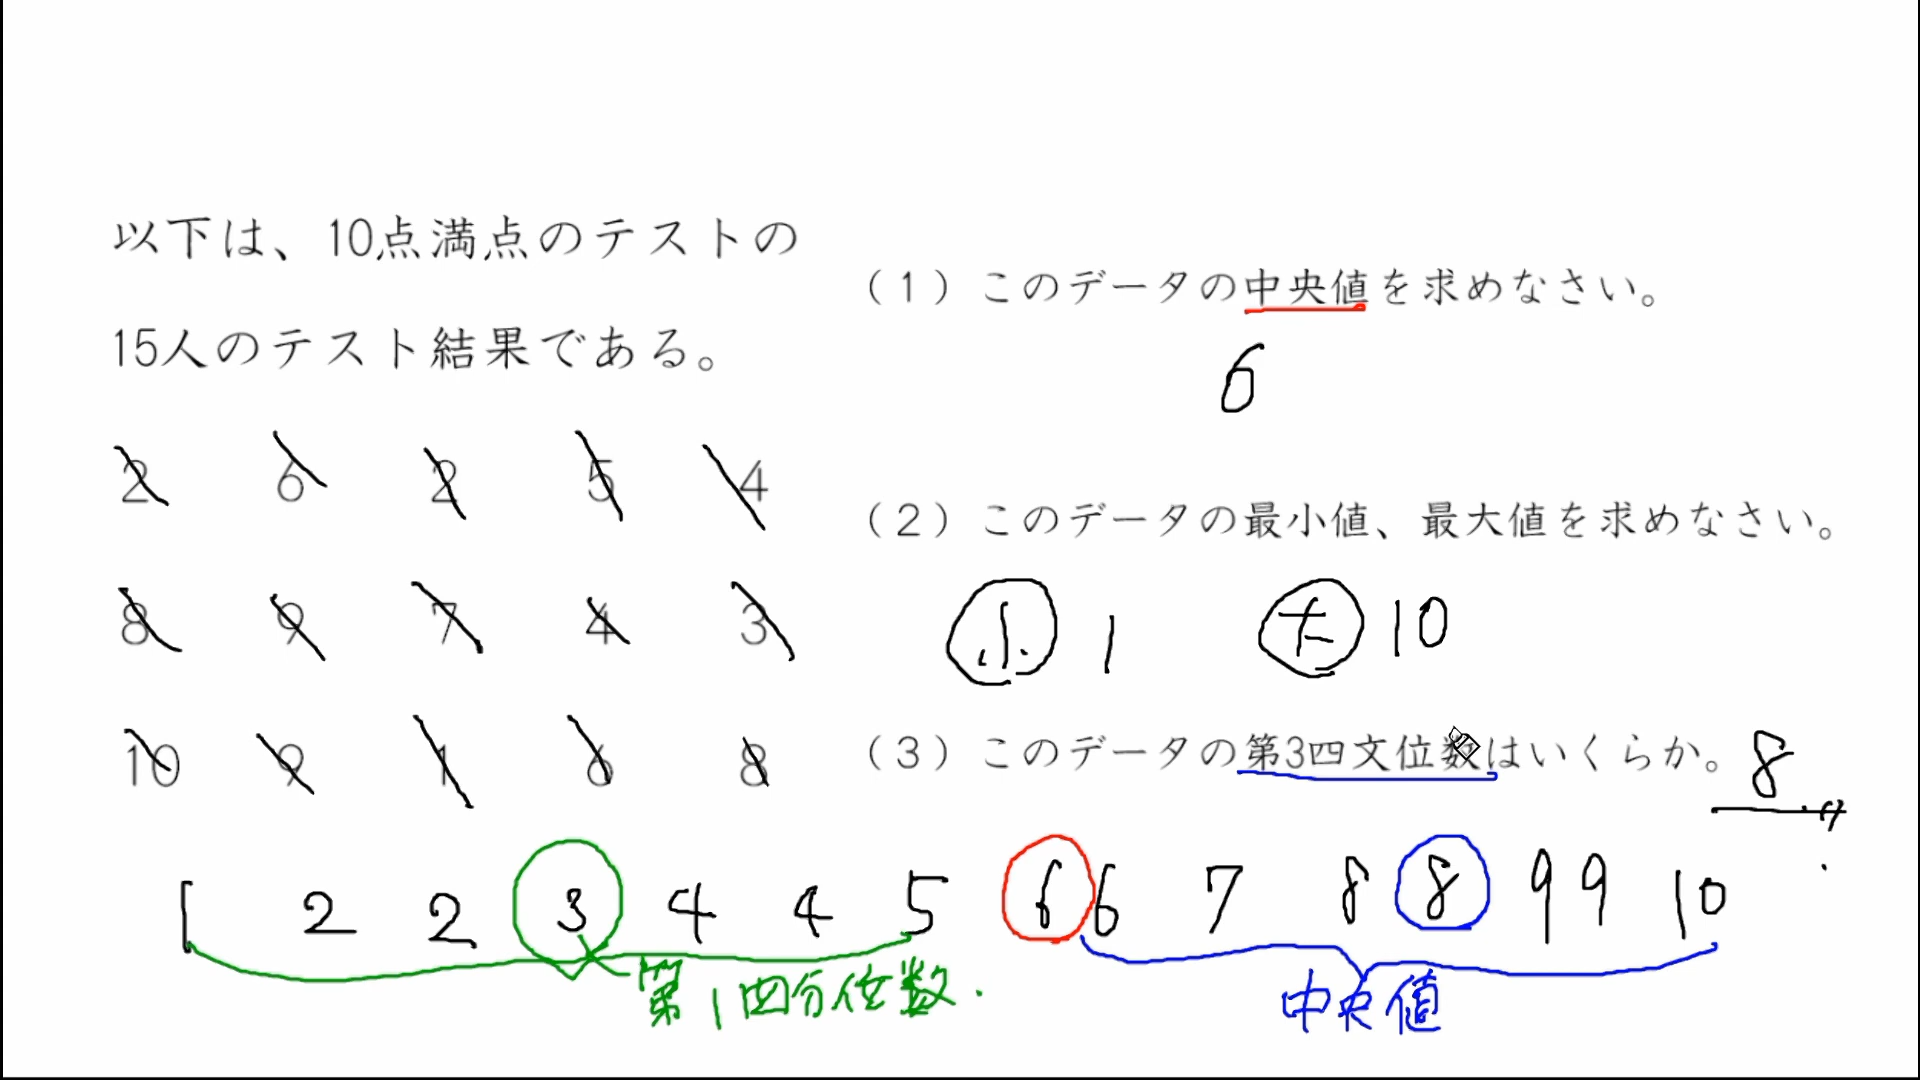 以下は、10点満点のテストの
15人のテスト結果である。
2 6 2 5 4
8 9 7 4 3
10 9 1 6 8
(1)このデータの中央値を求めなさい。
6
(2)このデータの最小値、最大値を求めなさい。
小 1 大 10
(3)このデータの第3四文位数はいくらか。 8
1 2 2 3 4 4 5 6 6 7 8 8 9 9 10
第1四分位数.
中央値